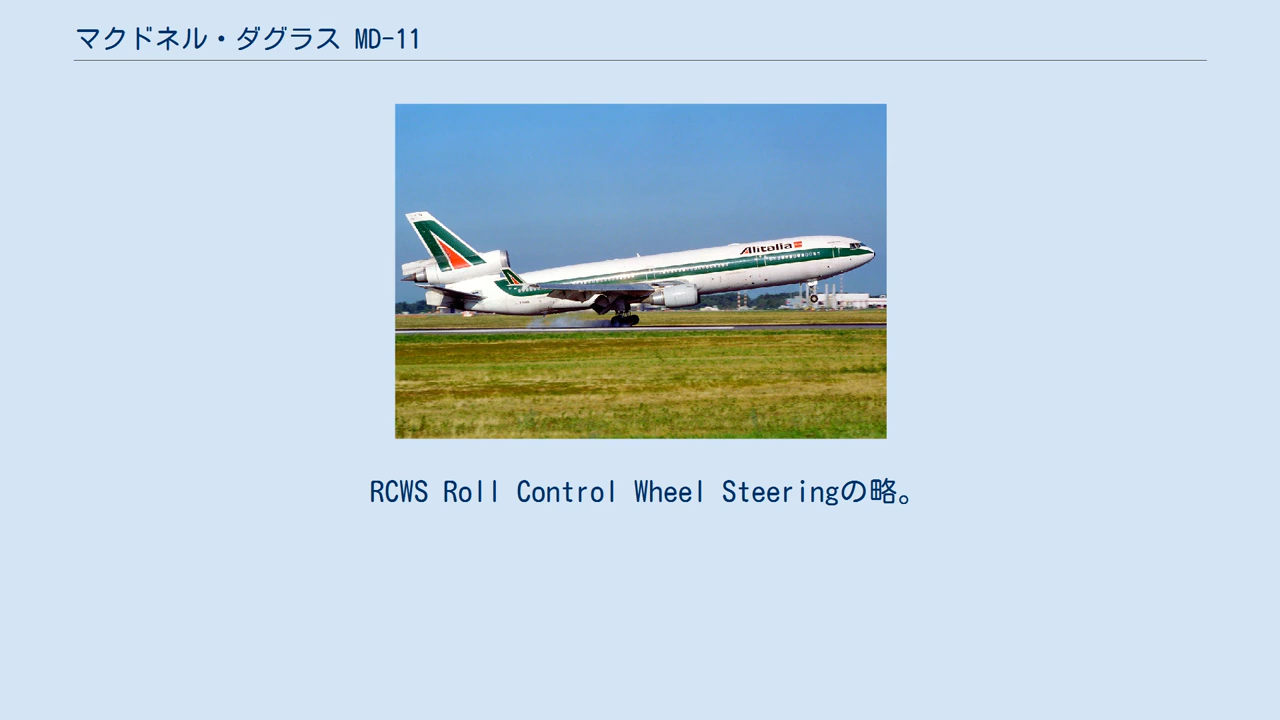 マクドネル・ダグラス MD-11
Alitalia
RCWS Roll Control Wheel Steeringの略。